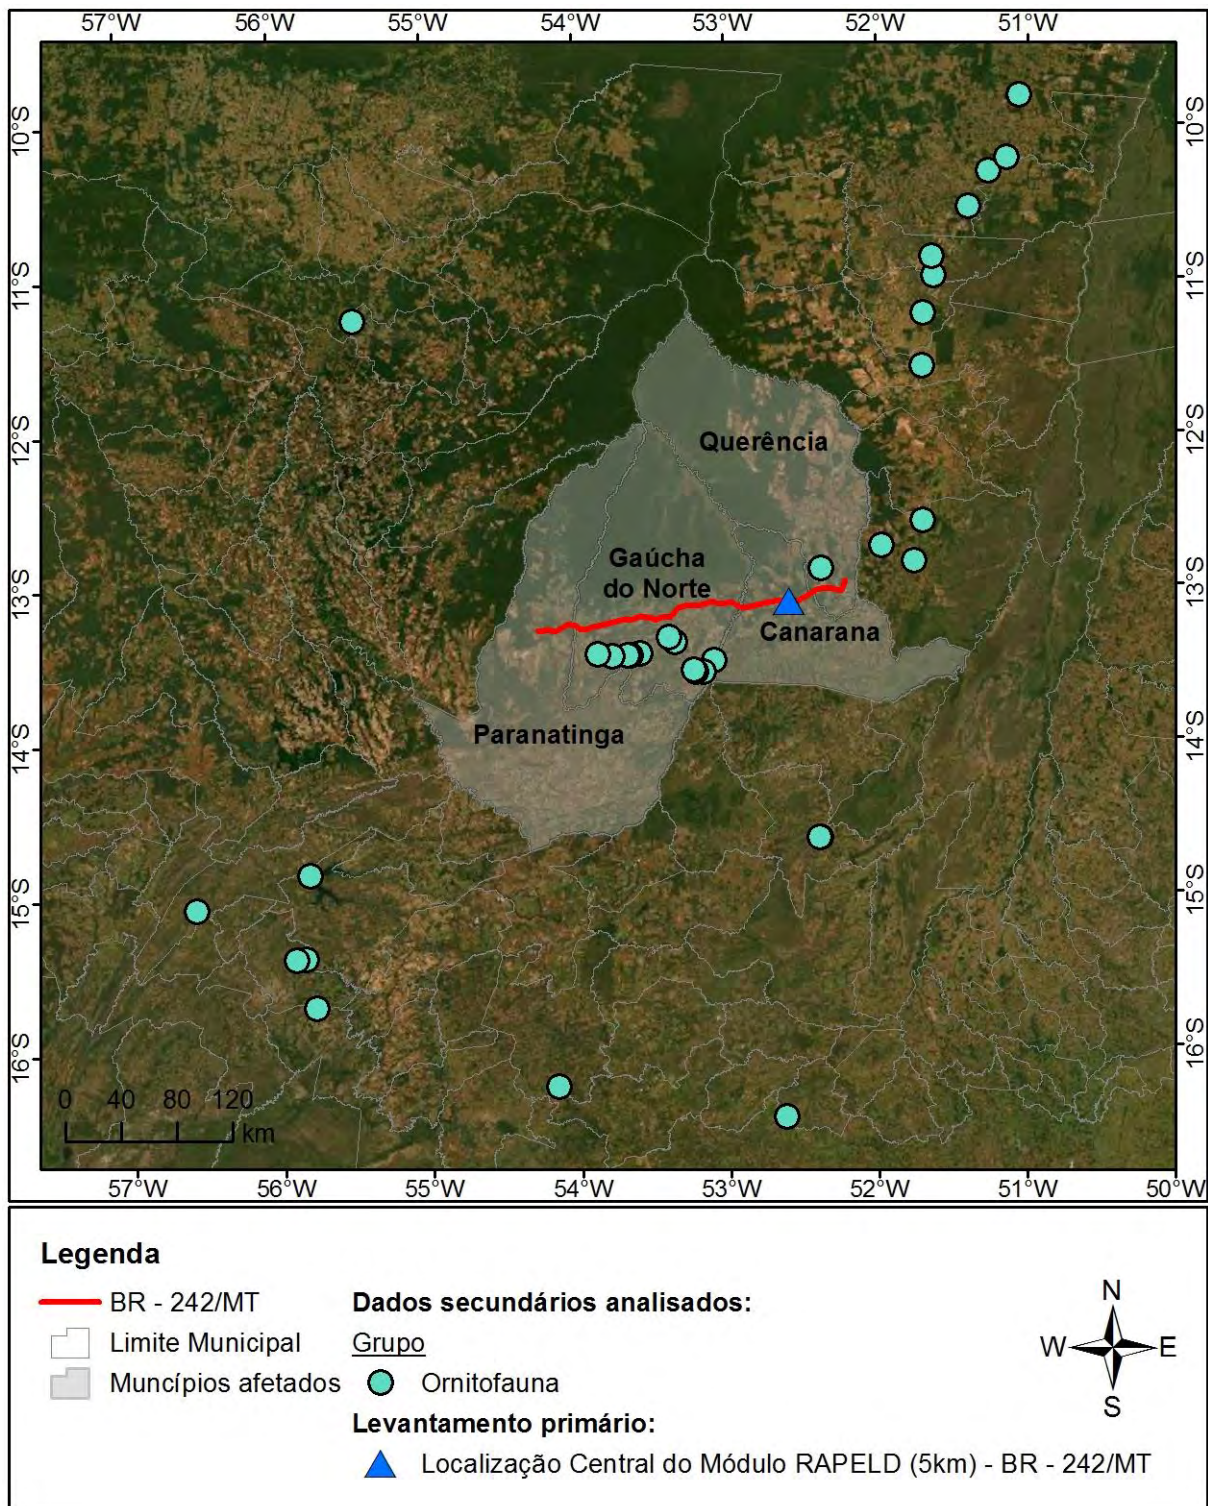 57°W 56°W 55°W 54°W 53°W 52°W 51°W
10°S 10°S
11°S 11°S
12°S 12°S
Querência
Gaúcha
do Norte
13°S 13°S
Canarana
Paranatinga
14°S 14°S
15°S 15°S
16°S 16°S
0 40 80 120
km
57°W 56°W 55°W 54°W 53°W 52°W 51°W 50°W
Legenda
BR - 242/MT
Limite Municipal
Muncípios afetados
Dados secundários analisados:
Grupo
Ornitofauna
Levantamento primário:
Localização Central do Módulo RAPELD (5km) - BR - 242/MT
N
W E
S